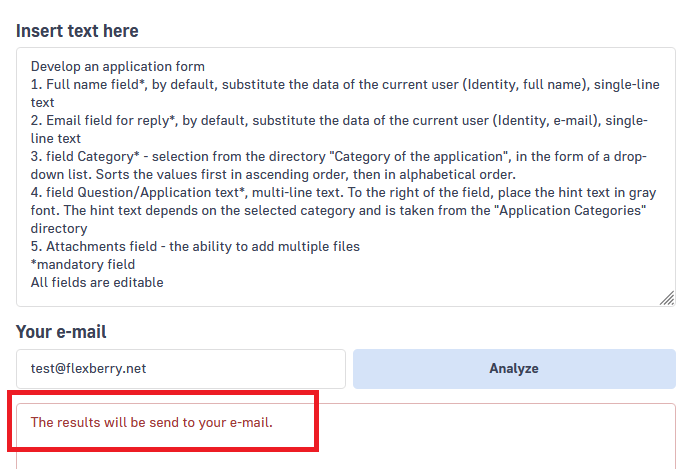 Insert text here
Develop an application form
1. Full name field*, by default, substitute the data of the current user (Identity, full name), single-line
text
2. Email field for reply*, by default, substitute the data of the current user (Identity, e-mail), single-
line text
3. field Category* - selection from the directory "Category of the application", in the form of a drop-
down list. Sorts the values first in ascending order, then in alphabetical order.
4. field Question/Application text*, multi-line text. To the right of the field, place the hint text in gray
font. The hint text depends on the selected category and is taken from the "Application Categories"
directory
5. Attachments field - the ability to add multiple files
*mandatory field
All fields are editable
Your e-mail
test@flexberry.net
Analyze
The results will be send to your e-mail.